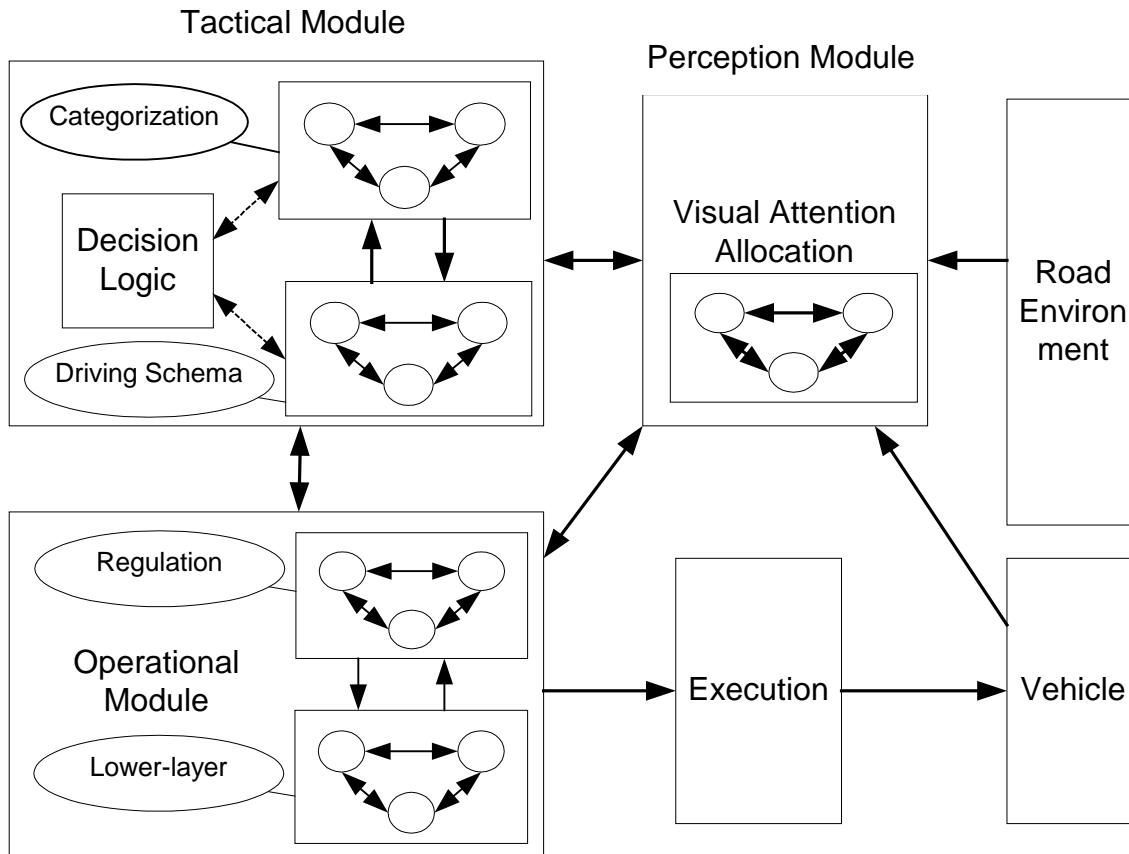 Tactical Module
Perception Module
Categorization
Decision
Logic
Driving Schema
Visual Attention
Allocation
Road
Environ
ment
Regulation
Operational
Module
Lower-layer
Execution
Vehicle